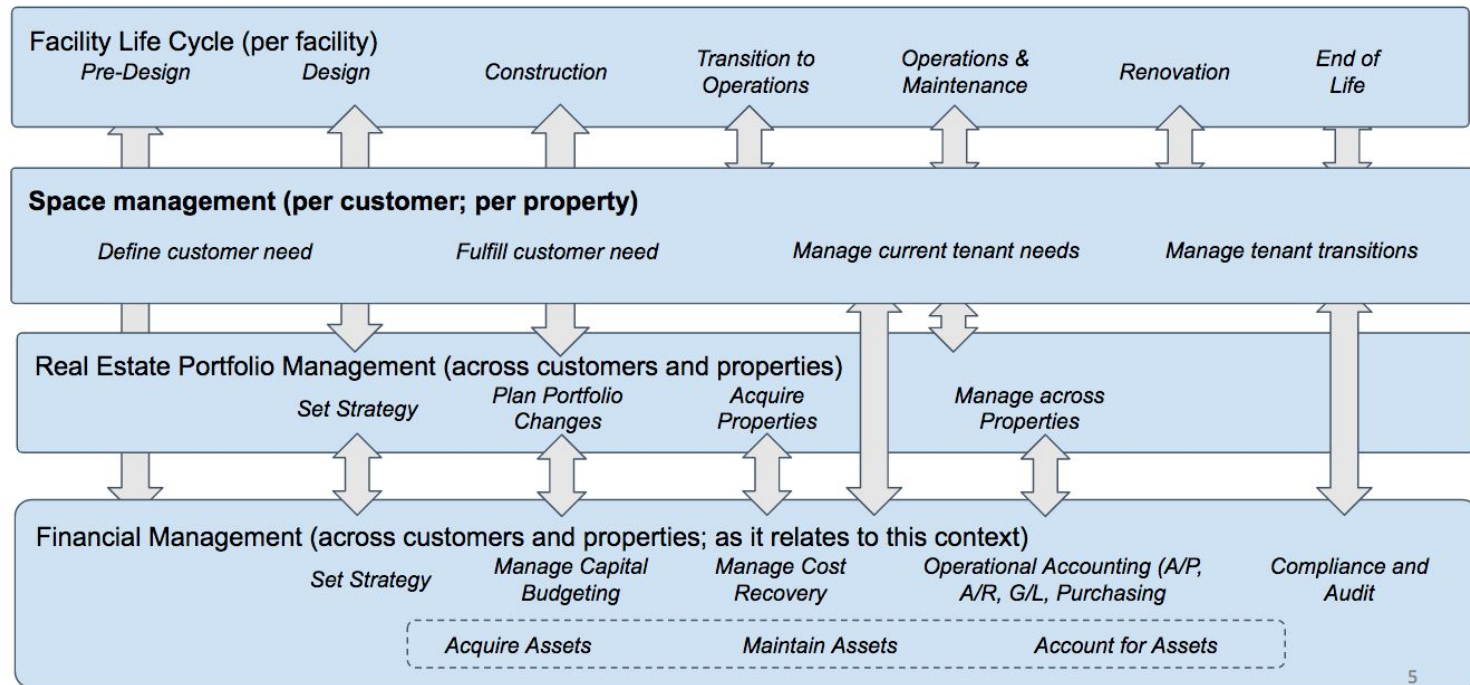 Facility Life Cycle (per facility)
Pre-Design
Design
Construction
Transition to
Operations
Operations &
Maintenance
Renovation
End of
Life
Space management (per customer; per property)
Define customer need
Fulfill customer need
Manage current tenant needs
Manage tenant transitions
Real Estate Portfolio Management (across customers and properties)
Set Strategy
Plan Portfolio
Changes
Acquire
Properties
Manage across
Properties
Financial Management (across customers and properties; as it relates to this context)
Set Strategy
Manage Capital
Budgeting
Manage Cost
Recovery
Operational Accounting (A/P,
A/R, G/L, Purchasing
Compliance and
Audit
Acquire Assets
Maintain Assets
Account for Assets
5